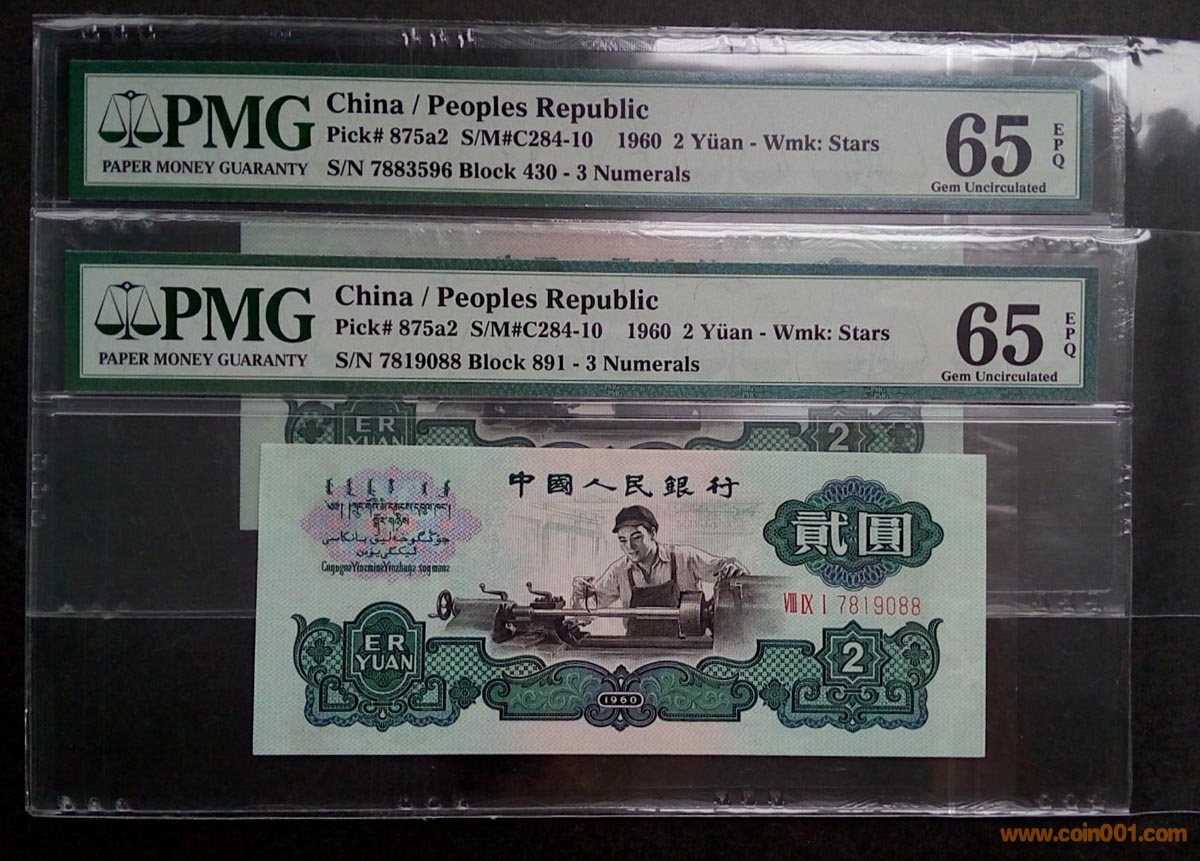 PMG
PAPER MONEY GUARANTY
China / Peoples Republic
Pick# 875a2 S/M#C284-10 1960 2 Yüan - Wmk: Stars
S/N 7883596 Block 430 - 3 Numerals
65
EPQ
Gem Uncirculated
PMG
PAPER MONEY GUARANTY
China / Peoples Republic
Pick# 875a2 S/M#C284-10 1960 2 Yüan - Wmk: Stars
S/N 7819088 Block 891 - 3 Numerals
65
EPQ
Gem Uncirculated
ER
YUAN
2
中國人民銀行
貳圓
VIII IX I 7819088
ER
YUAN
1960
2
www.coin001.com